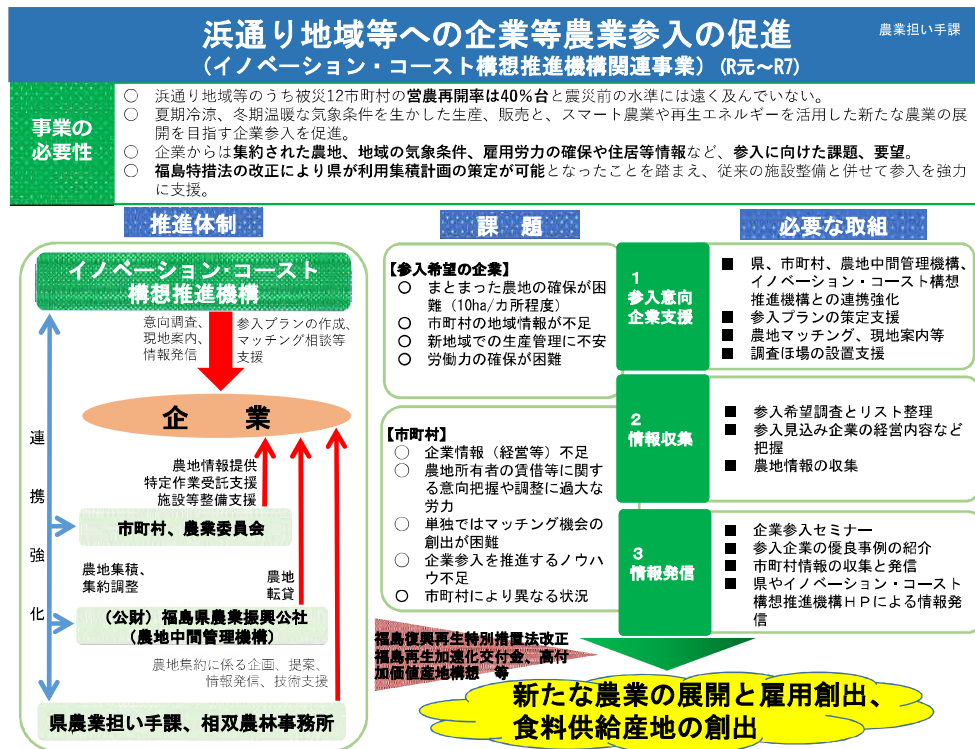 浜通り地域等への企業等農業参入の促進
農業担い手課
（イノベーション・コースト構想推進機構関連事業）（R元～R7）
事業の
必要性
○ 浜通り地域等のうち被災12市町村の営農再開率は40%台と震災前の水準には遠く及んでいない。
○ 夏期冷涼、冬期温暖な気象条件を生かした生産、販売と、スマート農業や再生エネルギーを活用した新たな農業の展
開を目指す企業参入を促進。
○ 企業からは集約された農地、地域の気象条件、雇用労力の確保や住居等情報など、参入に向けた課題、要望。
○ 福島特措法の改正により県が利用集積計画の策定が可能となったことを踏まえ、従来の施設整備と併せて参入を強力
に支援。
推進体制
イノベーション・コースト
構想推進機構
意向調査、
現地案内、
情報発信
参入プランの作成、
マッチング相談等
支援
企　業
農地情報提供
特定作業受託支援
施設等整備支援
市町村、農業委員会
農地集積、
集約調整
農地
転貸
（公財）福島県農業振興公社
（農地中間管理機構）
農地集約に係る企画、提案、
情報発信、技術支援
県農業担い手課、相双農林事務所
連
携
強
化
課　題
【参入希望の企業】
○ まとまった農地の確保が困
難（10ha/カ所程度）
○ 市町村の地域情報が不足
○ 新地域での生産管理に不安
○ 労働力の確保が困難
【市町村】
○ 企業情報（経営等）不足
○ 農地所有者の賃借等に関す
る意向把握や調整に過大な
労力
○ 単独ではマッチング機会の
創出が困難
○ 企業参入を推進するノウハ
ウ不足
○ 市町村により異なる状況
必要な取組
1
参入意向
企業支援
■ 県、市町村、農地中間管理機構、
イノベーション・コースト構想
推進機構との連携強化
■ 参入プランの策定支援
■ 農地マッチング、現地案内等
■ 調査ほ場の設置支援
2
情報収集
■ 参入希望調査とリスト整理
■ 参入見込み企業の経営内容など
把握
■ 農地情報の収集
3
情報発信
■ 企業参入セミナー
■ 参入企業の優良事例の紹介
■ 市町村情報の収集と発信
■ 県やイノベーション・コースト
構想推進機構ＨＰによる情報発
信
福島復興再生特別措置法改正
福島再生加速化交付金、高付
加価値産地構想　等
新たな農業の展開と雇用創出、
食料供給産地の創出